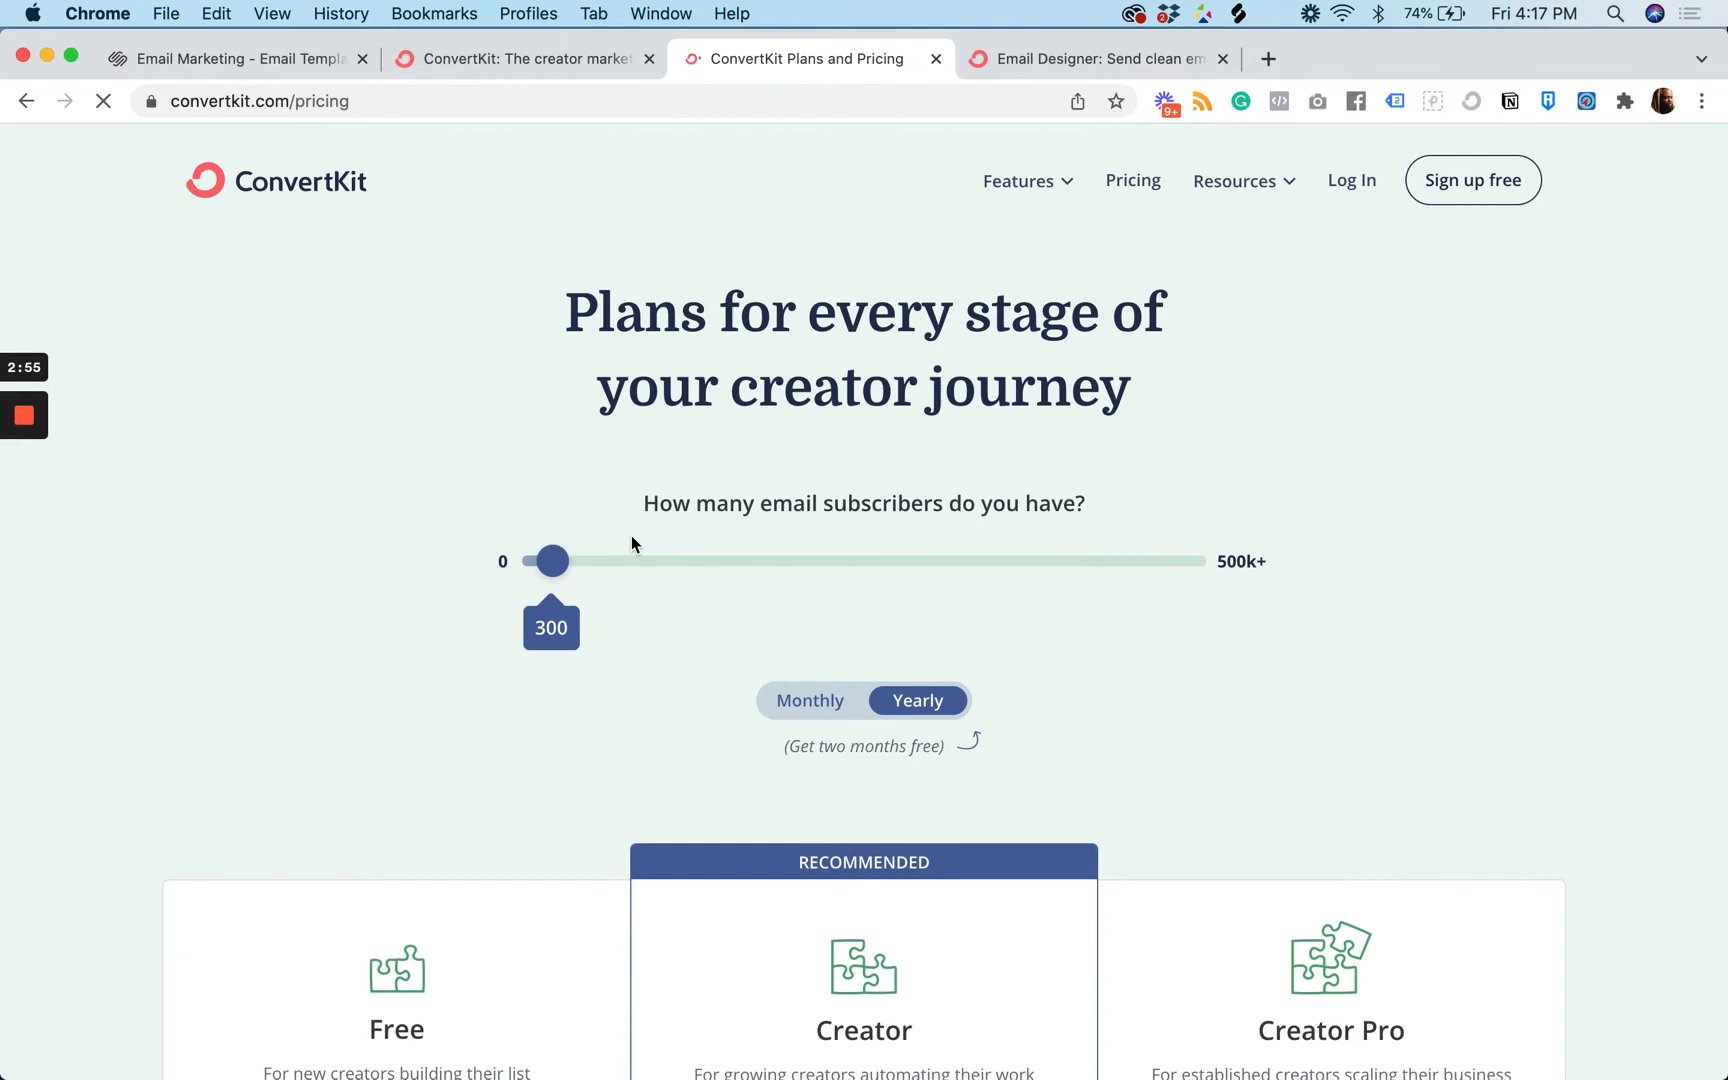 Chrome File Edit View History Bookmarks Profiles Tab Window Help
2 74% Fri 4:17 PM
Email Marketing - Email Templa
ConvertKit: The creator market
ConvertKit Plans and Pricing
Email Designer: Send clean em
convertkit.com/pricing
9+
2
ConvertKit
Features Pricing Resources Log In Sign up free
Plans for every stage of
your creator journey
2:55
How many email subscribers do you have?
0 500k+
300
Monthly Yearly
(Get two months free)
RECOMMENDED
Free Creator Creator Pro
For new creators building their list For growing creators automating their work For established creators scaling their business